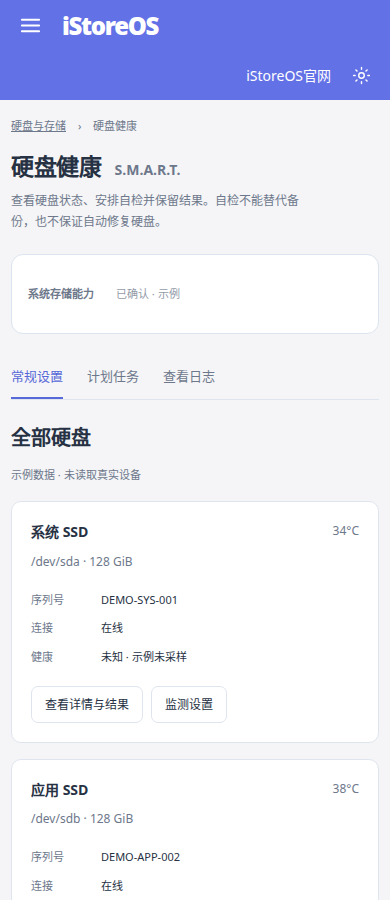 iStoreOS
iStoreOS官网
硬盘与存储 › 硬盘健康
硬盘健康 S.M.A.R.T.
查看硬盘状态、安排自检并保留结果。自检不能替代备
份，也不保证自动修复硬盘。
系统存储能力 已确认 · 示例
常规设置 计划任务 查看日志
全部硬盘
示例数据 · 未读取真实设备
系统 SSD 34°C
/dev/sda · 128 GiB
序列号 DEMO-SYS-001
连接 在线
健康 未知 · 示例未采样
查看详情与结果 监测设置
应用 SSD 38°C
/dev/sdb · 128 GiB
序列号 DEMO-APP-002
连接 在线